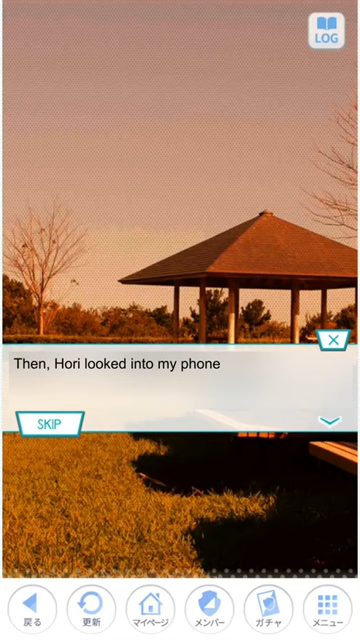 LOG
Then, Hori looked into my phone
SKIP
戻る
更新
マイページ
メンバー
ガチャ
メニュー